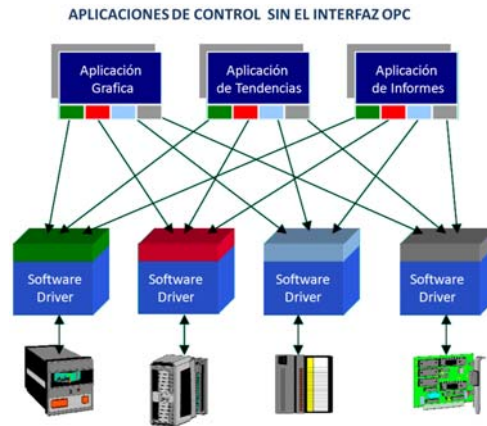 APLICACIONES DE CONTROL SIN EL INTERFAZ OPC
Aplicación
Grafica
Aplicación
de Tendencias
Aplicación
de Informes
Software
Driver
Software
Driver
Software
Driver
Software
Driver